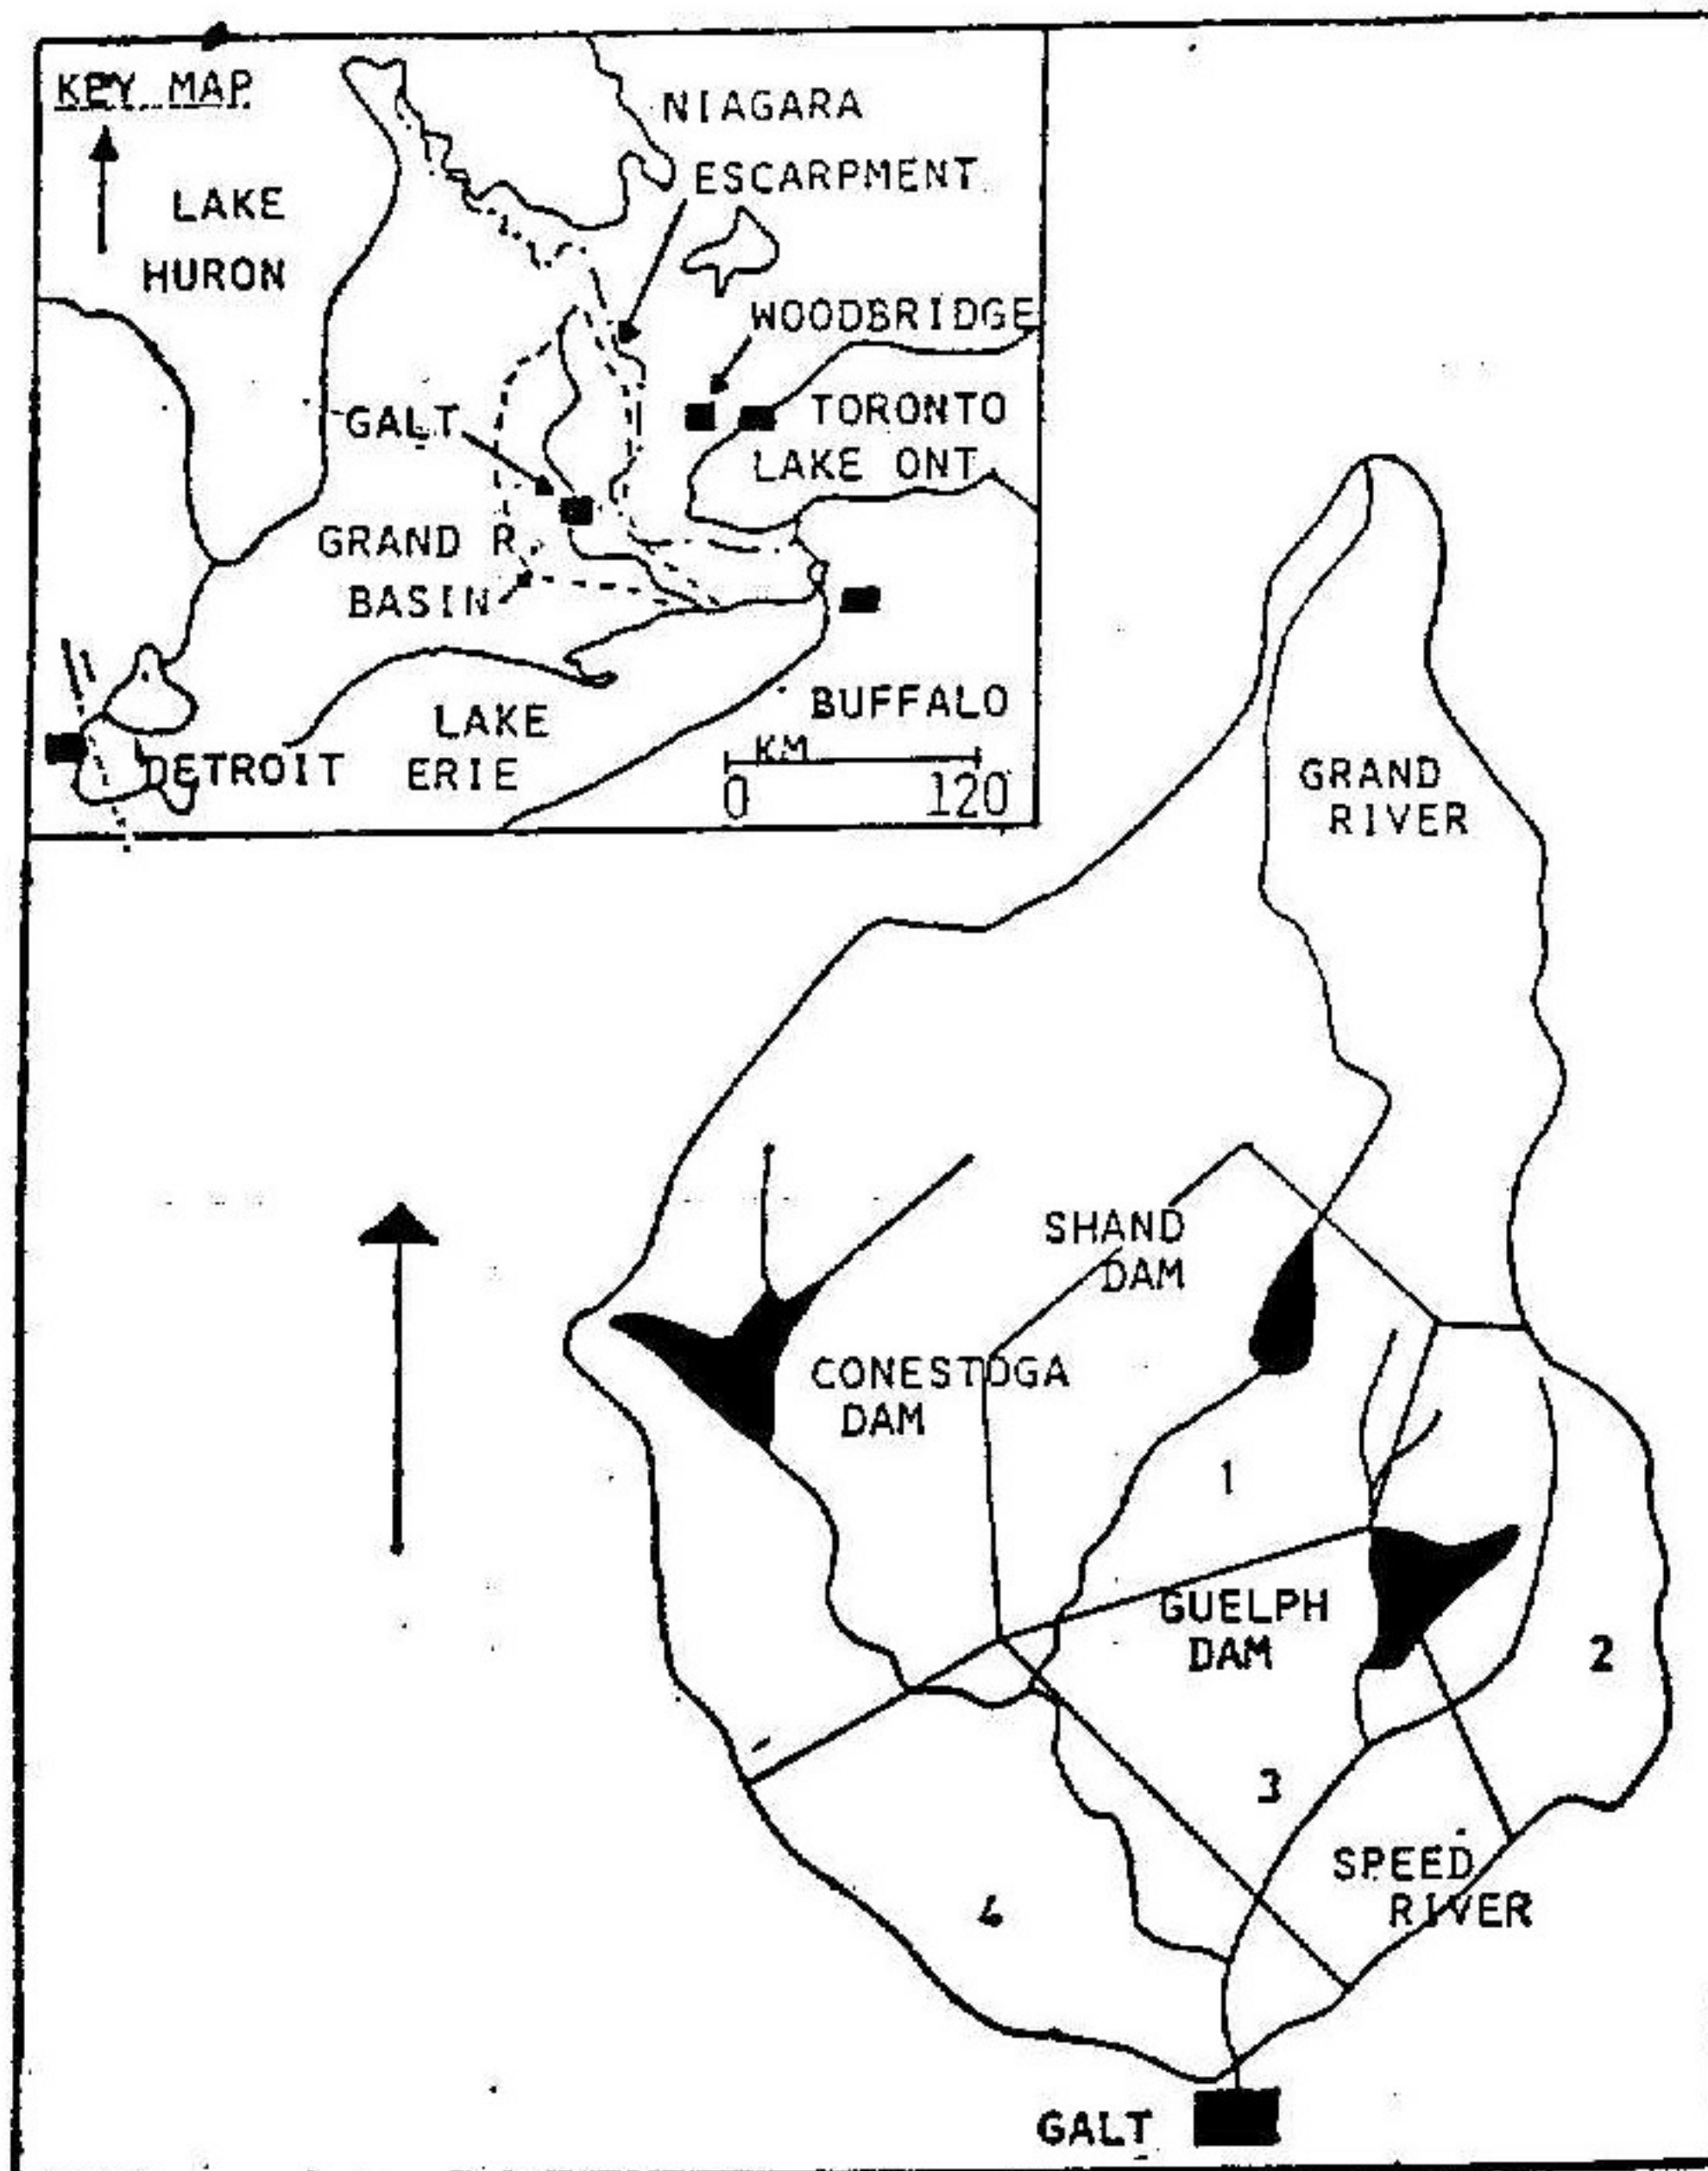 KEY MAP
NIAGARA
ESCARPMENT
LAKE
HURON
WOODBRIDGE
GALT
TORONTO
LAKE ONT.
GRAND R.
BASIN
BUFFALO
LAKE
ERIE
DETROIT
KM
0 120
GRAND
RIVER
SHAND
DAM
CONESTOGA
DAM
1
GUELPH
DAM
2
3
SPEED
RIVER
4
GALT